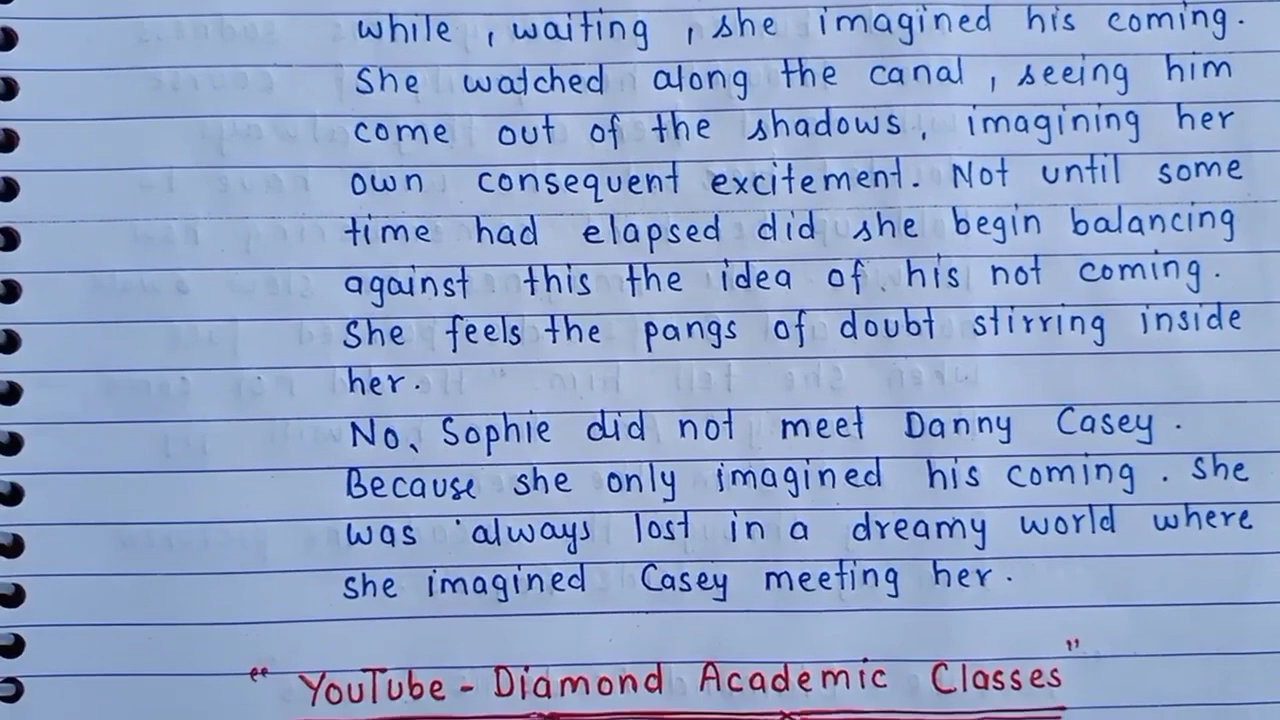 while, waiting, she imagined his coming.
She watched along the canal, seeing him
come out of the shadows, imagining her
own consequent excitement. Not until some
time had elapsed did she begin balancing
against this the idea of his not coming.
She feels the pangs of doubt stirring inside
her.
No, Sophie did not meet Danny Casey.
Because she only imagined his coming. She
was always lost in a dreamy world where
she imagined Casey meeting her.
"YouTube - Diamond Academic Classes"